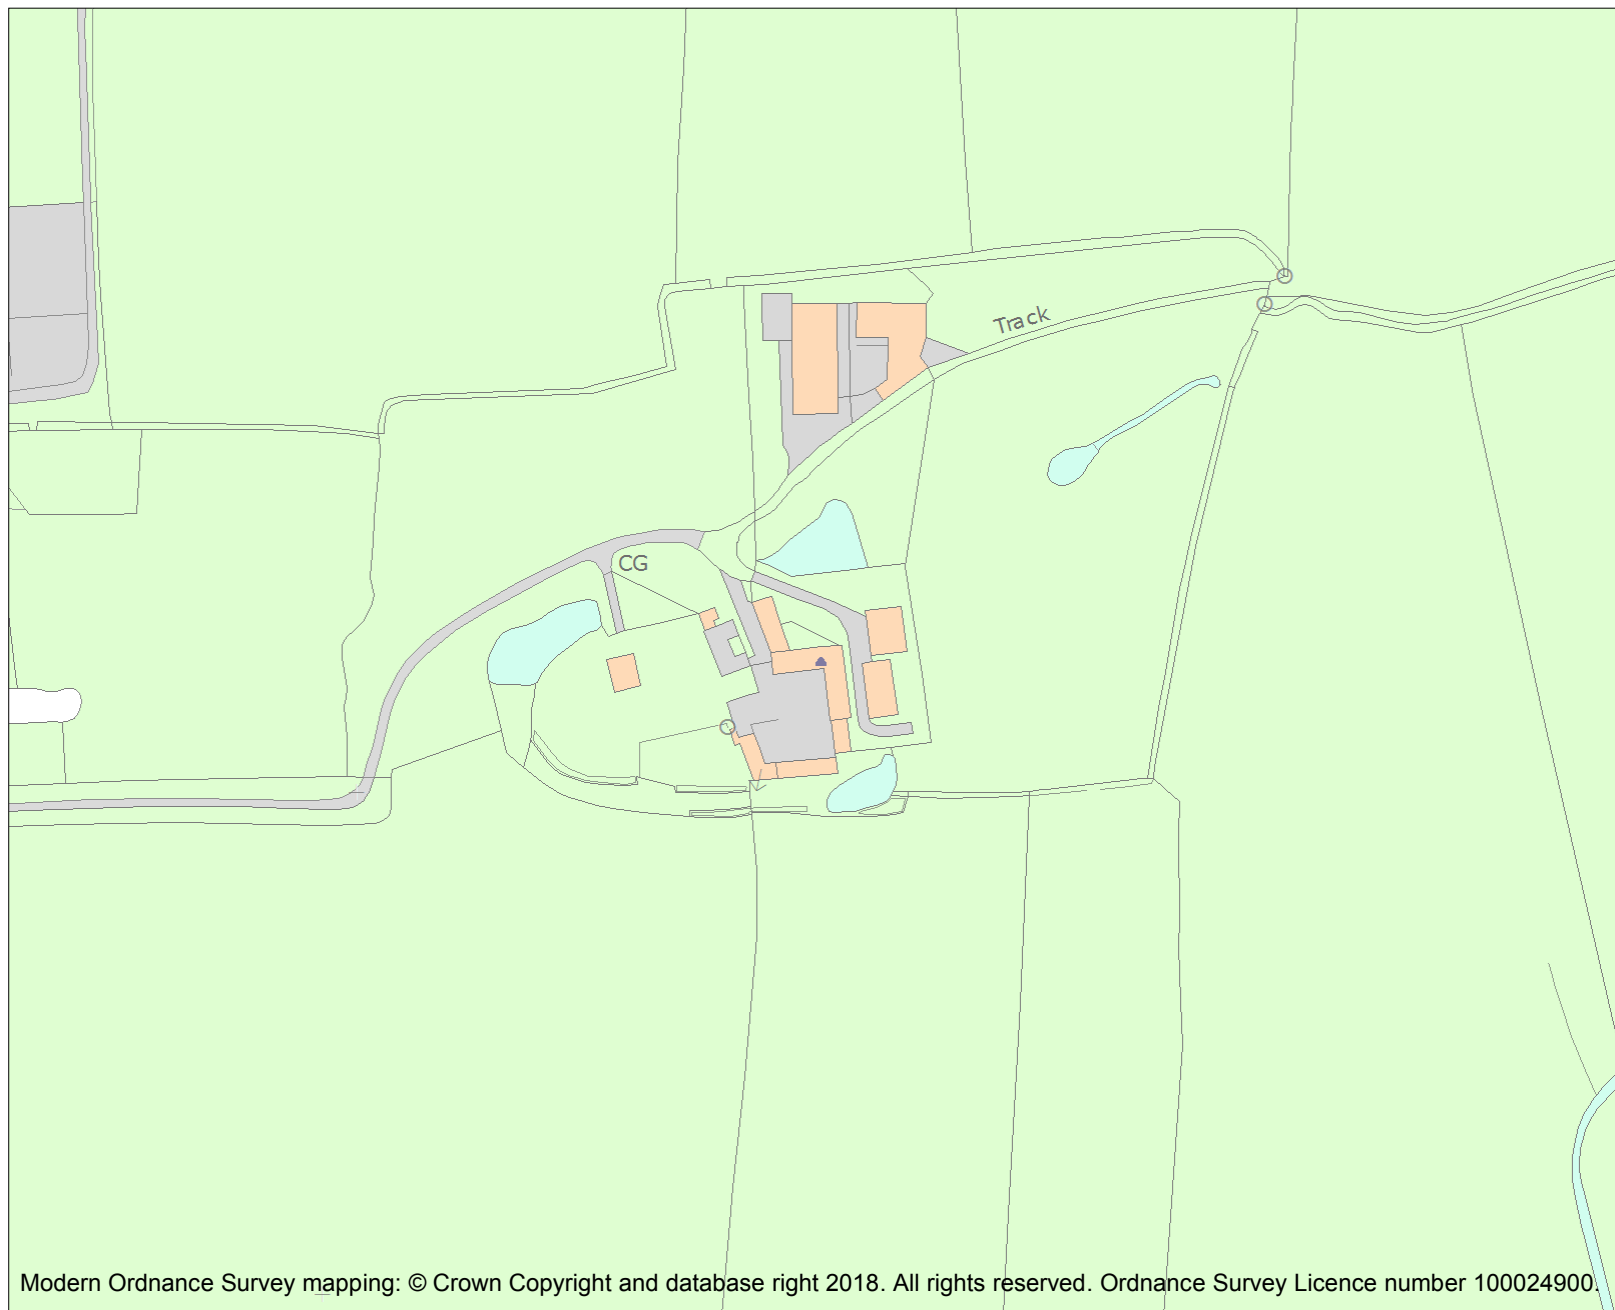 Track
CG
Modern Ordnance Survey mapping: © Crown Copyright and database right 2018. All rights reserved. Ordnance Survey Licence number 100024900.